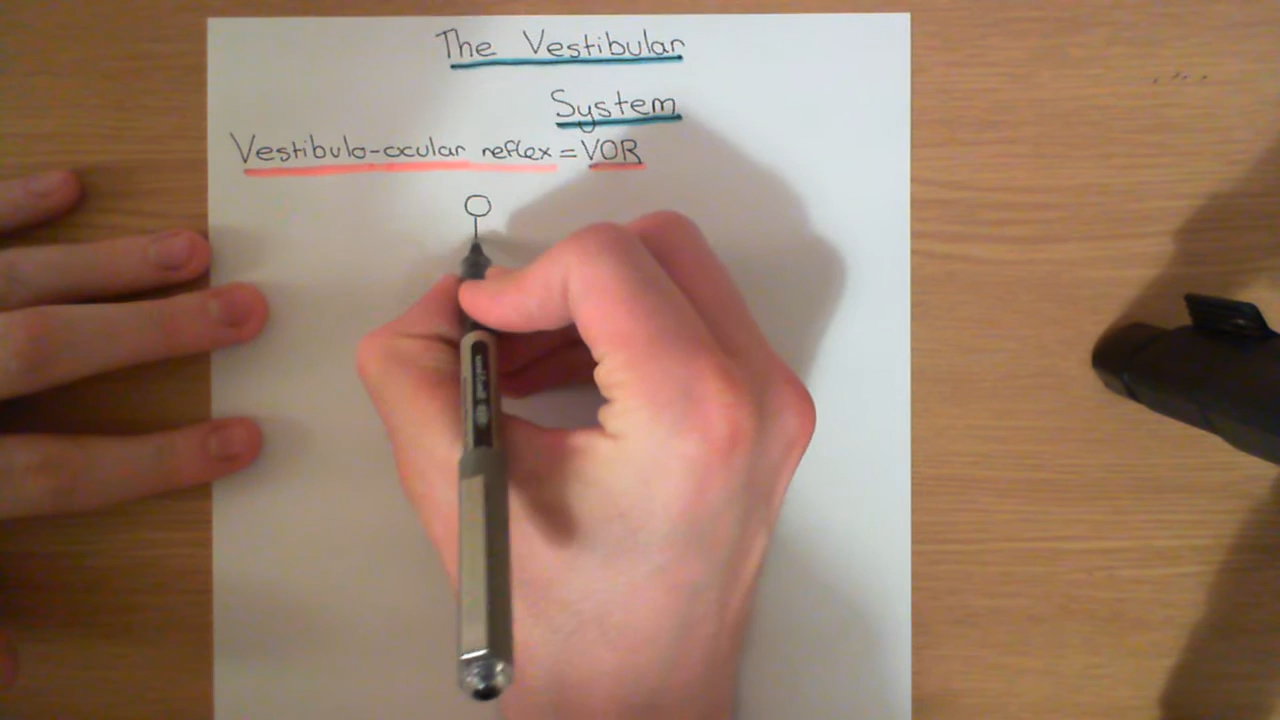 The Vestibular
System
Vestibulo-ocular reflex = VOR